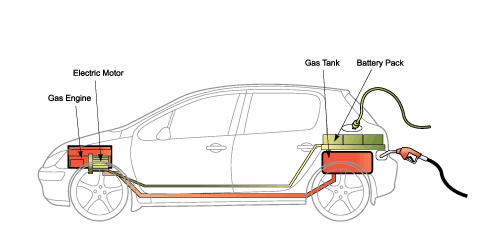 Gas Tank
Battery Pack
Electric Motor
Gas Engine